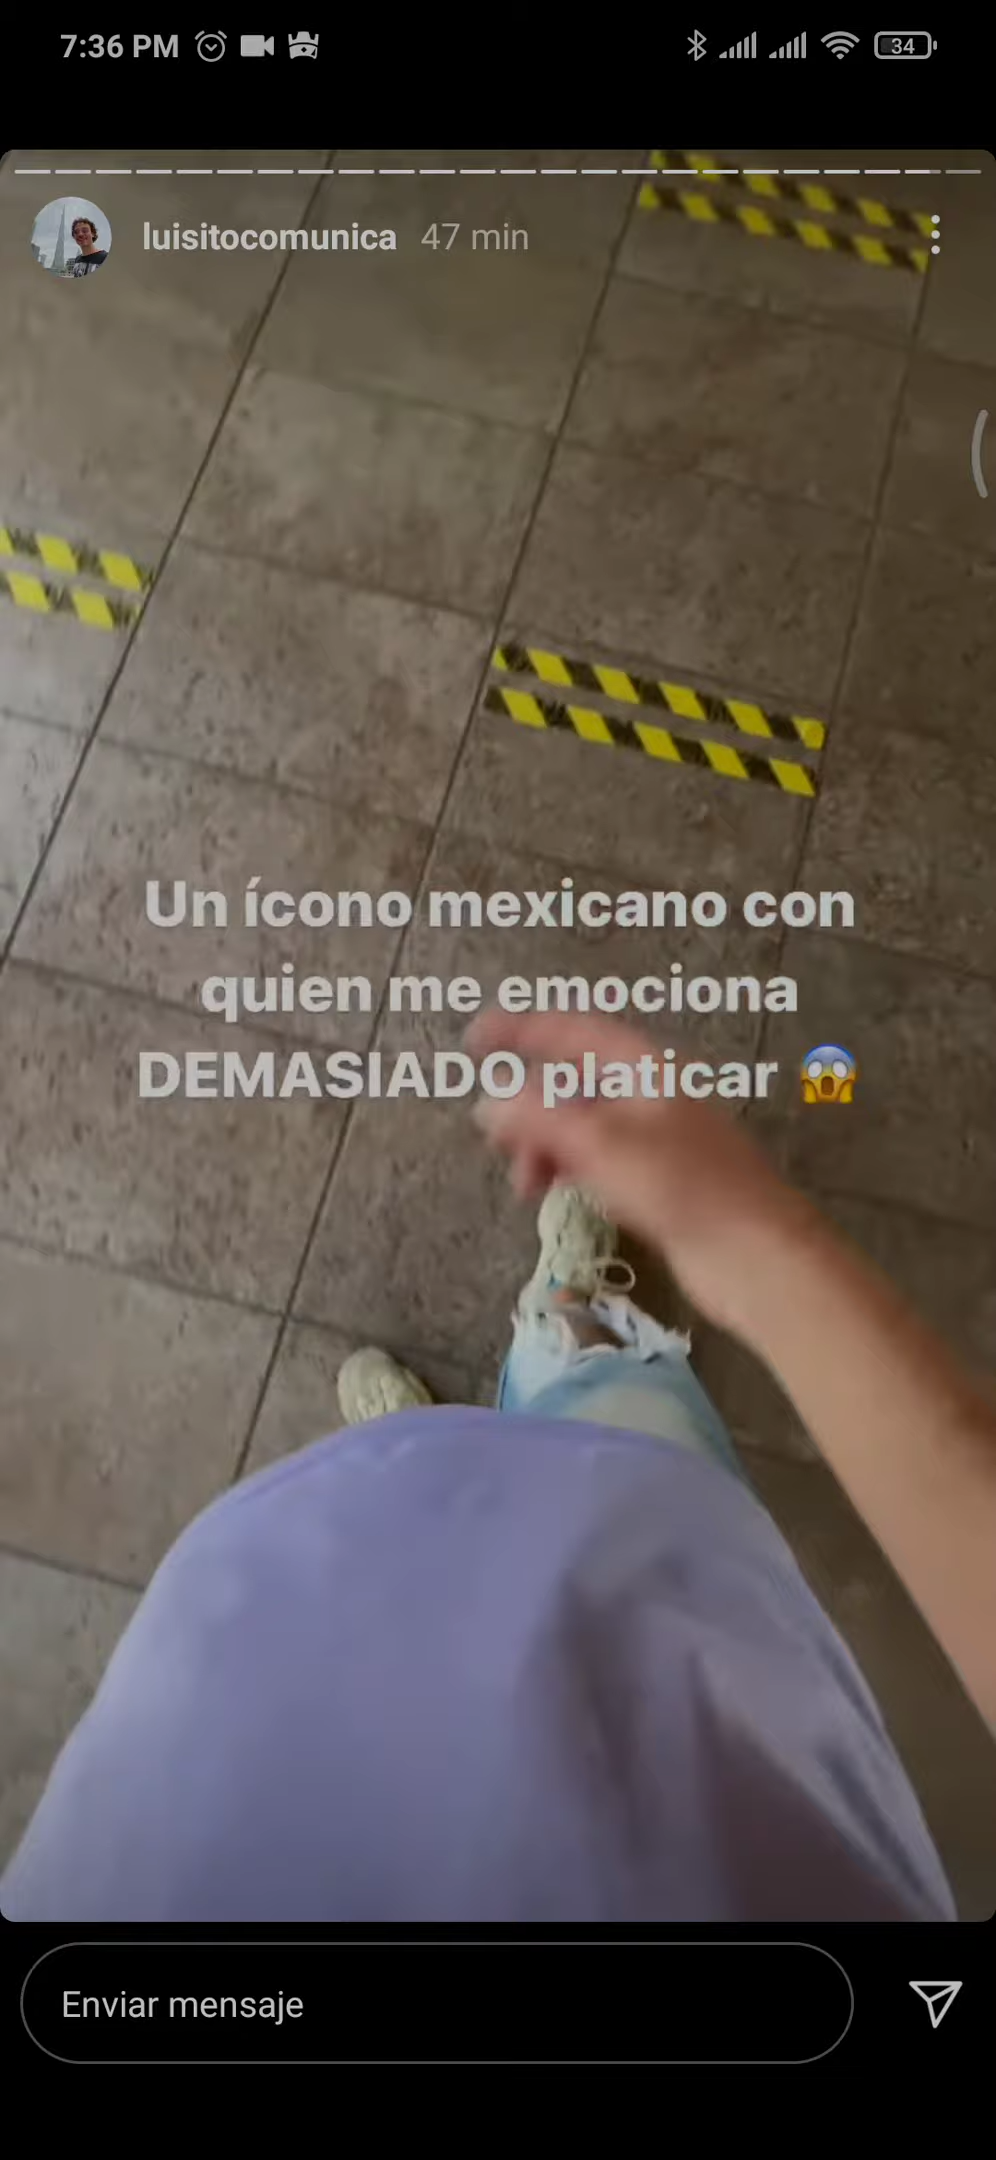 7:36 PM
34
luisitocomunica 47 min
Un ícono mexicano con
quien me emociona
DEMASIADO platicar 😱
Enviar mensaje